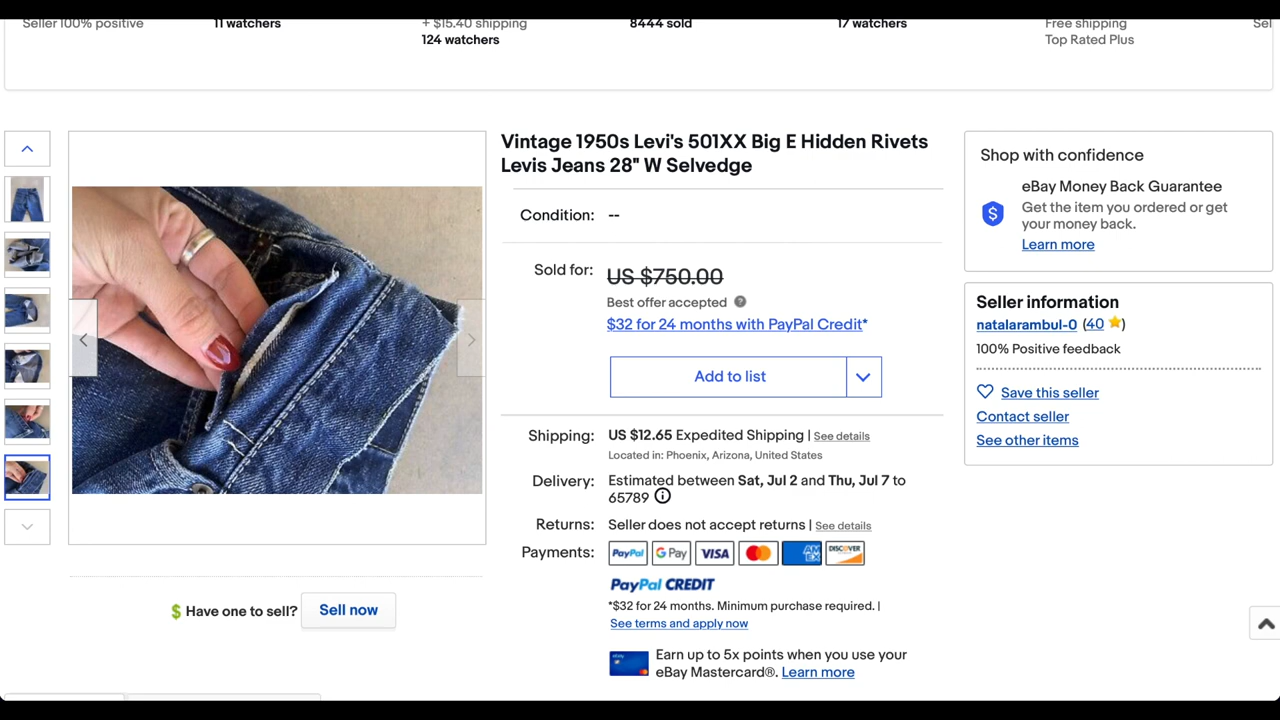 Seller 100% positive
11 watchers
+ $15.40 shipping
124 watchers
8444 sold
17 watchers
Free shipping
Top Rated Plus
Sel
Vintage 1950s Levi's 501XX Big E Hidden Rivets
Levis Jeans 28" W Selvedge
Condition: --
Sold for: US $750.00
Best offer accepted ?
$32 for 24 months with PayPal Credit*
Add to list
Shipping: US $12.65 Expedited Shipping | See details
Located in: Phoenix, Arizona, United States
Delivery: Estimated between Sat, Jul 2 and Thu, Jul 7 to
65789
Returns: Seller does not accept returns | See details
Payments: PayPal G Pay VISA AM EX DISCOVER
PayPal CREDIT
*$32 for 24 months. Minimum purchase required. |
See terms and apply now
Earn up to 5x points when you use your
eBay Mastercard®. Learn more
$ Have one to sell? Sell now
Shop with confidence
eBay Money Back Guarantee
Get the item you ordered or get
your money back.
Learn more
Seller information
natalarambul-0 (40)
100% Positive feedback
Save this seller
Contact seller
See other items